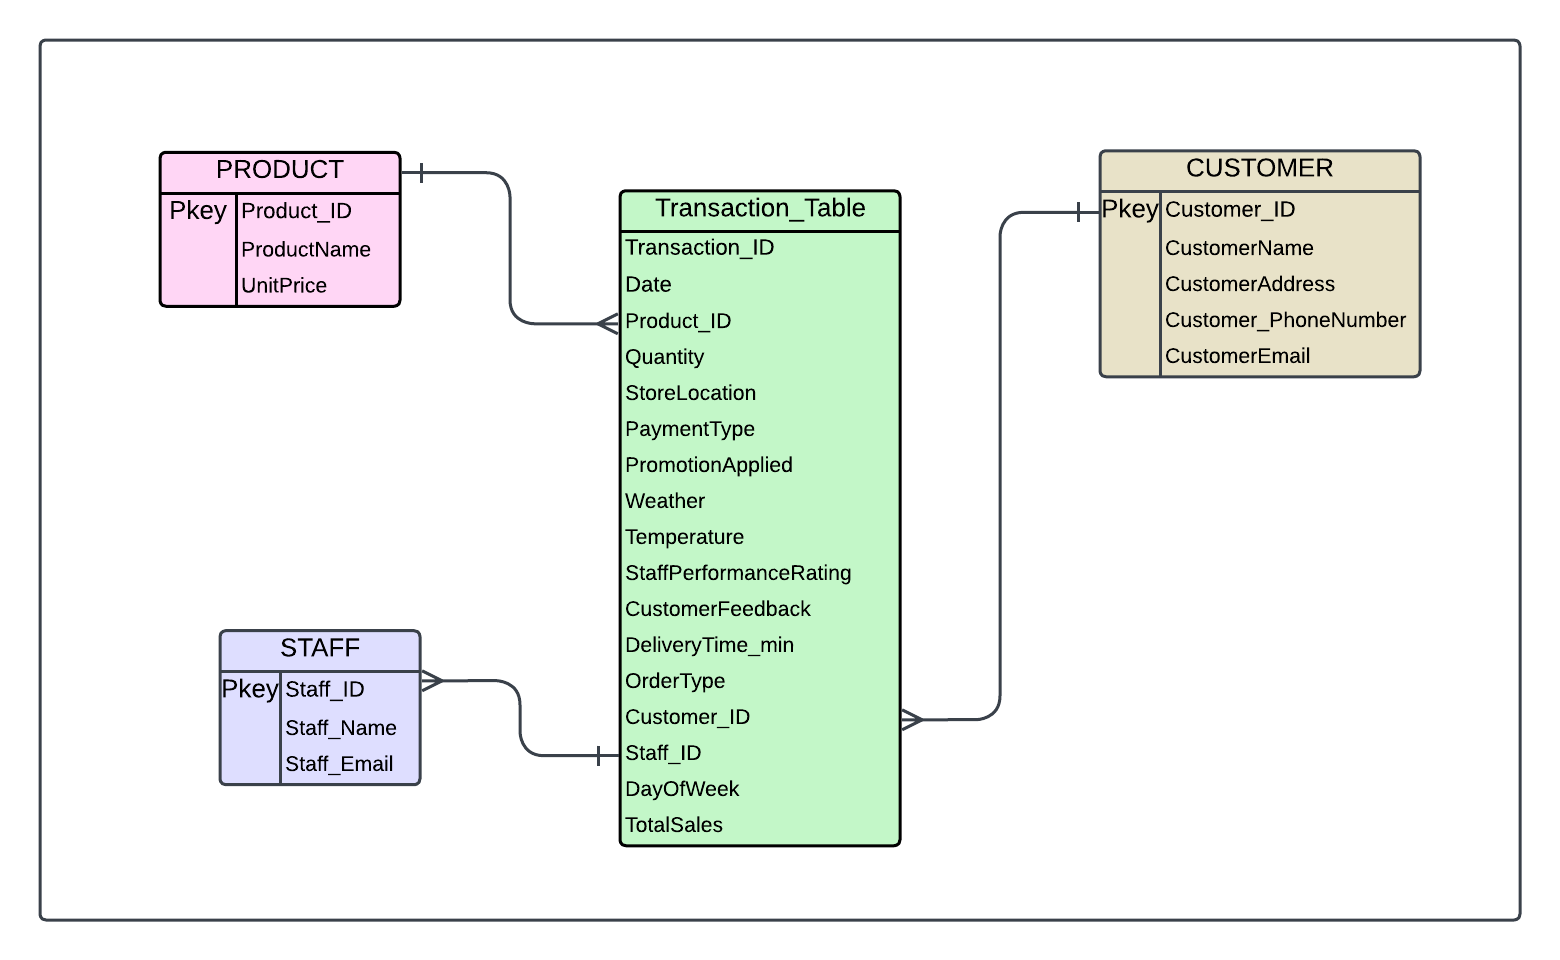 PRODUCT
Pkey Product_ID
ProductName
UnitPrice
Transaction_Table
Transaction_ID
Date
Product_ID
Quantity
StoreLocation
PaymentType
PromotionApplied
Weather
Temperature
StaffPerformanceRating
CustomerFeedback
DeliveryTime_min
OrderType
Customer_ID
Staff_ID
DayOfWeek
TotalSales
CUSTOMER
Pkey Customer_ID
CustomerName
CustomerAddress
Customer_PhoneNumber
CustomerEmail
STAFF
Pkey Staff_ID
Staff_Name
Staff_Email